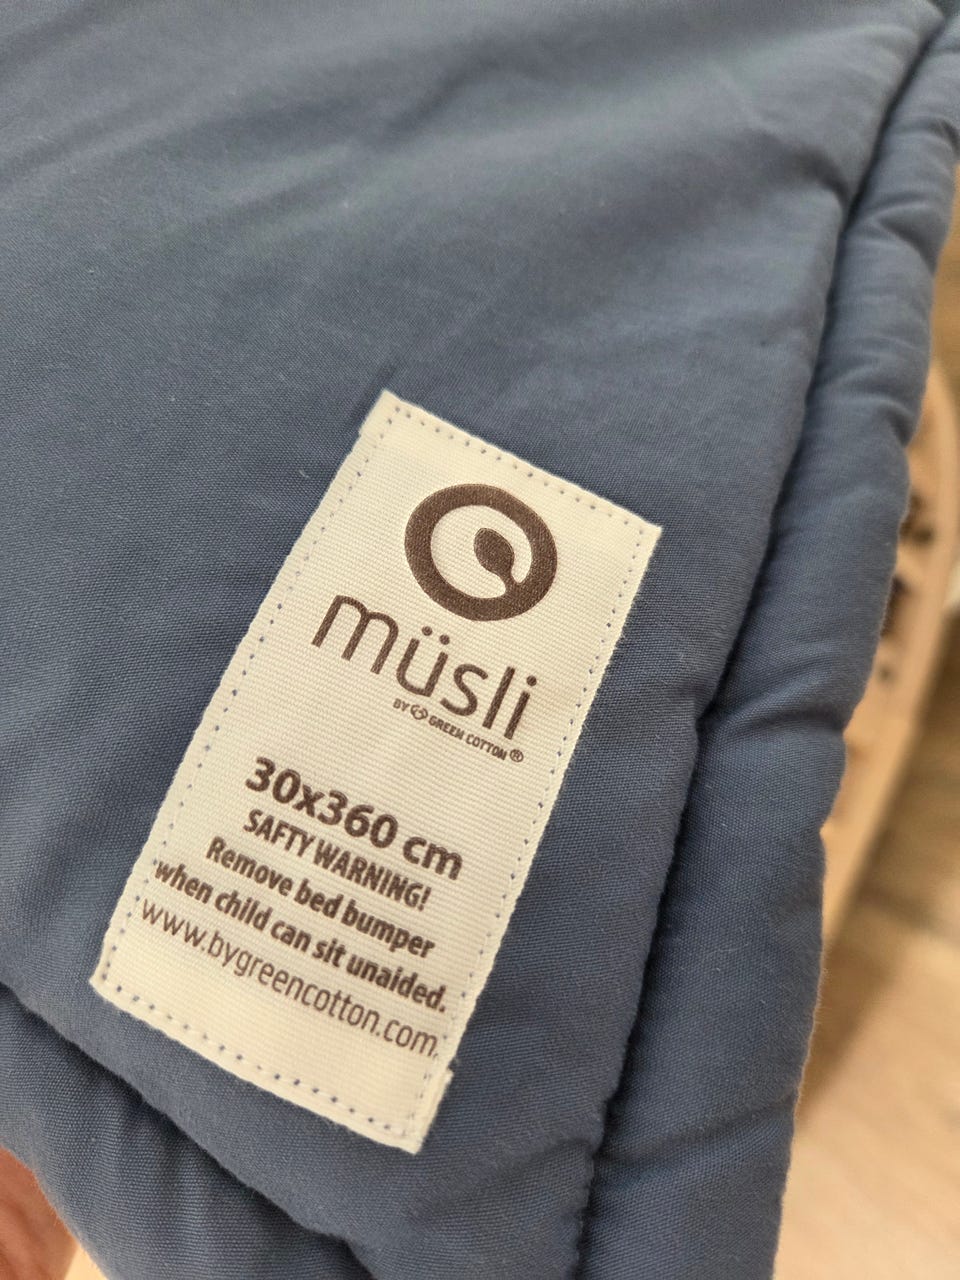 müsli
BY GREEN COTTON®
30x360 cm
SAFTY WARNING!
Remove bed bumper
when child can sit unaided.
www.bygreencotton.com